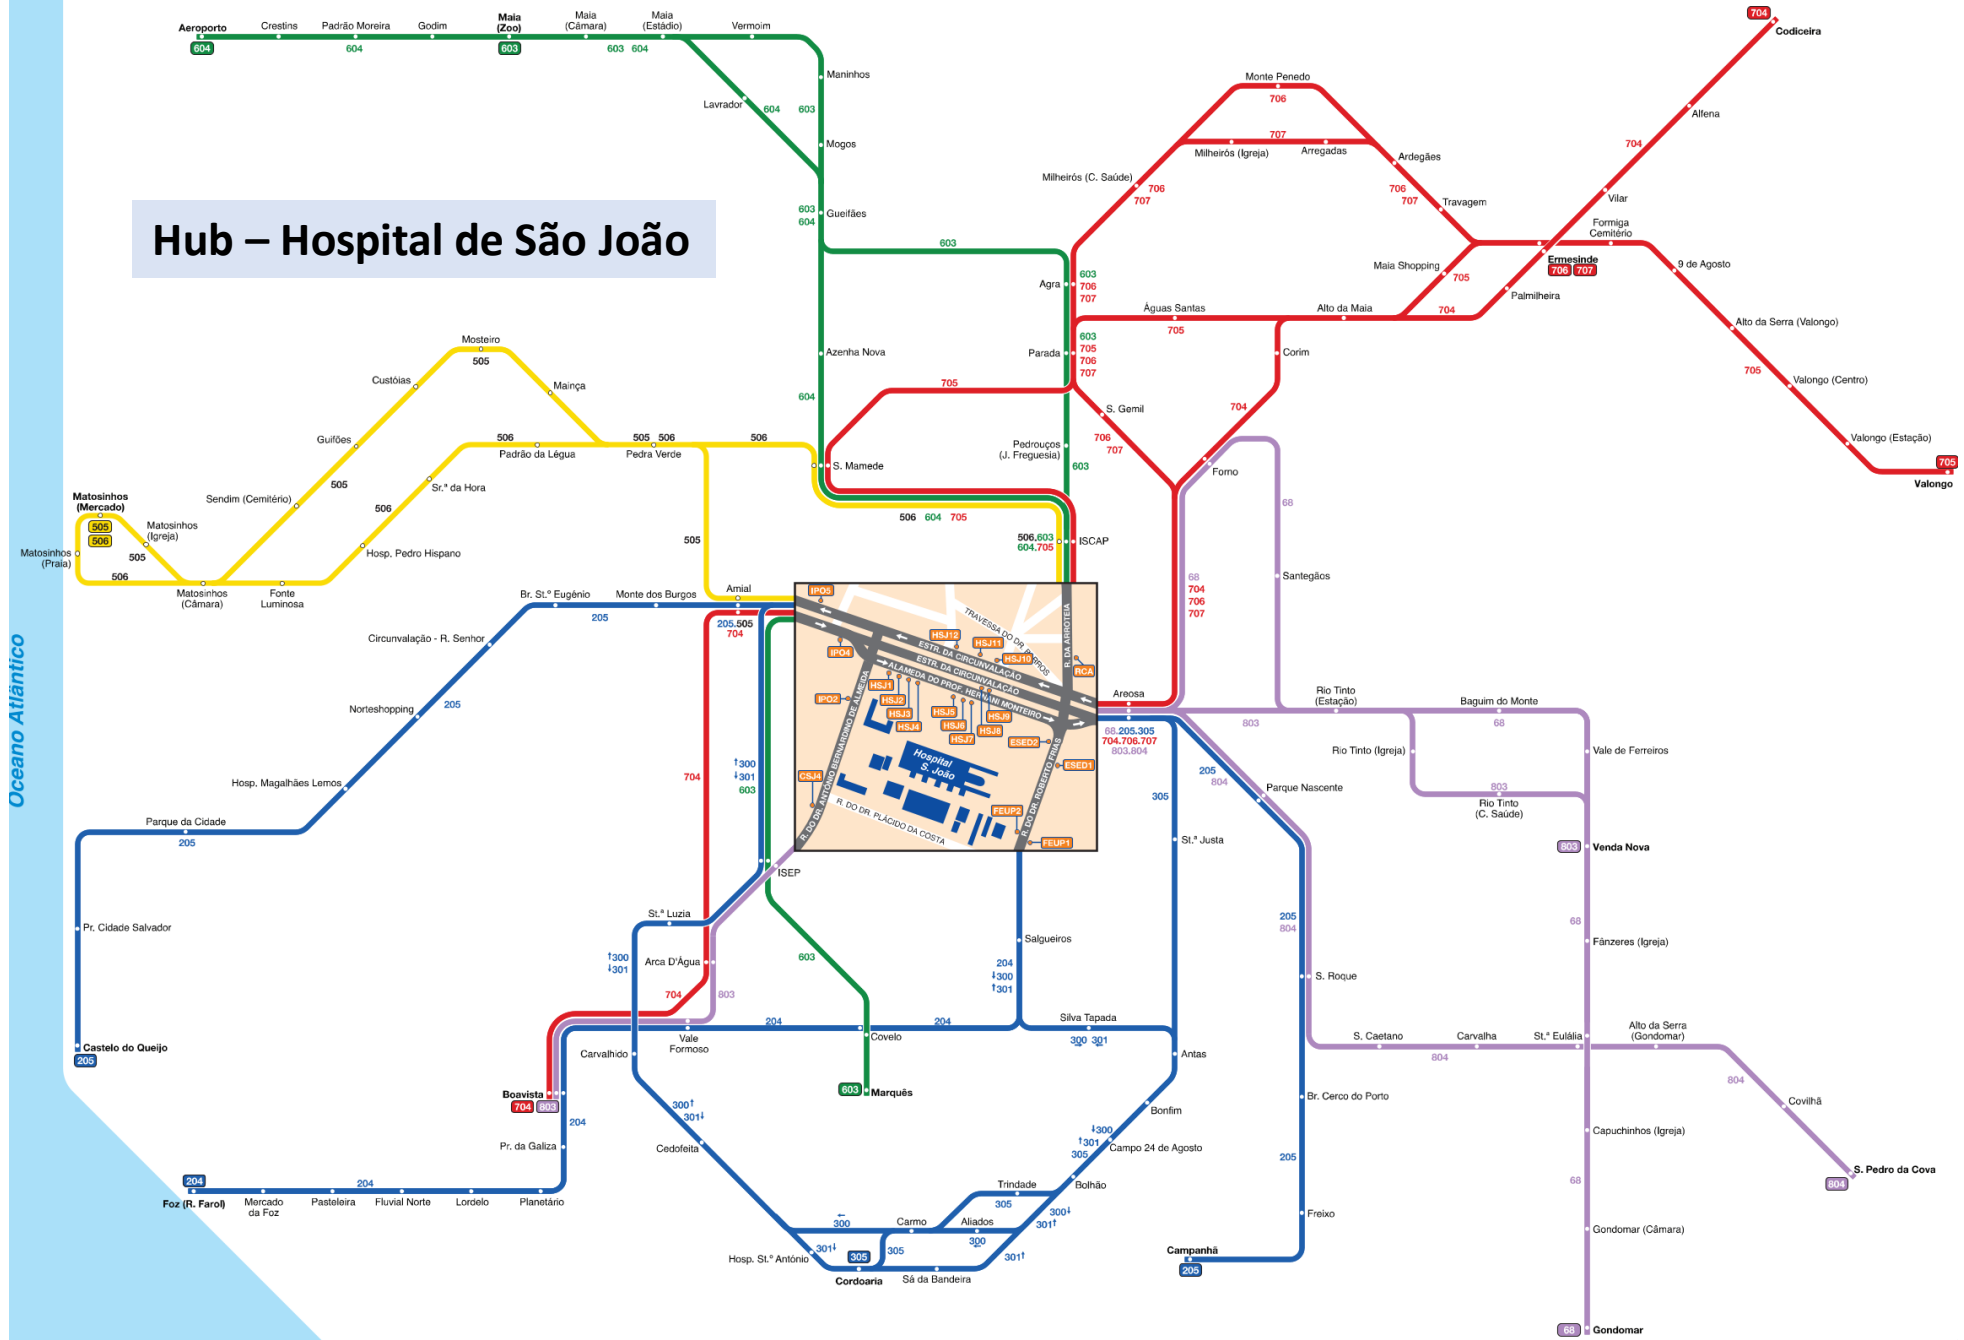 Aeroporto
604
Crestins
Padrão Moreira
604
Godim
Maia
(Zoo)
603
Maia
(Câmara)
603 604
Maia
(Estádio)
Vermoim
Maninhos
Lavrador
604
603
Mogos
603
604
Gueifães
603
Hub – Hospital de São João
Azenha Nova
604
S. Mamede
704
Codiceira
Alfena
704
Vilar
Monte Penedo
706
707
Milheirós (Igreja)
Arregadas
Ardegães
706
707
Travagem
Milheirós (C. Saúde)
706
707
Formiga
Cemitério
Ermesinde
706 707
Maia Shopping
705
Palmilheira
9 de Agosto
Alto da Serra (Valongo)
705
Valongo (Centro)
Valongo (Estação)
705
Valongo
Agra
603
706
707
Águas Santas
705
Alto da Maia
704
Parada
603
705
706
707
Corim
705
S. Gemil
706
707
704
Pedrouços
(J. Freguesia)
603
Forno
68
Santegãos
68
704
706
707
Mosteiro
505
Custóias
Mainça
Guifões
505
506
Padrão da Légua
505 506
Pedra Verde
506
Sr.ª da Hora
506
Sendim (Cemitério)
Hosp. Pedro Hispano
Matosinhos
(Mercado)
505
506
Matosinhos
(Igreja)
505
Matosinhos
(Praia)
506
Matosinhos
(Câmara)
Fonte
Luminosa
505
506 604 705
506.603
604.705
ISCAP
Amial
205.505
704
Br. St.º Eugénio
205
Monte dos Burgos
Circunvalação - R. Senhor
205
Norteshopping
Hosp. Magalhães Lemos
Parque da Cidade
205
Pr. Cidade Salvador
Castelo do Queijo
205
Oceano Atlântico
IPO5
IPO4
IPO2
HSJ12
HSJ11
HSJ10
TRAVESSA DO DR. BARROS
R. DA ARROTEIA
RCA
ESTR. DA CIRCUNVALAÇÃO
ESTR. DA CIRCUNVALAÇÃO
ALAMEDA DO PROF. HERNANI MONTEIRO
HSJ1
HSJ2
HSJ3
HSJ4
HSJ5
HSJ6
HSJ7
HSJ8
HSJ9
ESED2
ESED1
Hospital
S. João
CSJ4
FEUP2
FEUP1
R. DO DR. ANTÓNIO BERNARDINO DE ALMEIDA
R. DO DR. PLÁCIDO DA COSTA
R. DO DR. ROBERTO FRIAS
Areosa
68.205.305
704.706.707
803.804
Rio Tinto
(Estação)
803
Baguim do Monte
68
Rio Tinto (Igreja)
Vale de Ferreiros
803
Rio Tinto
(C. Saúde)
803
Venda Nova
205
804
Parque Nascente
305
St.ª Justa
↑300
↓301
603
704
ISEP
St.ª Luzia
↑300
↓301
Arca D'Água
704
803
603
Salgueiros
204
↓300
↑301
205
804
S. Roque
68
Fânzeres (Igreja)
204
Vale
Formoso
204
Covelo
Silva Tapada
300 301
→ ←
Antas
Carvalhido
603
Marquês
S. Caetano
804
Carvalha
St.ª Eulália
Alto da Serra
(Gondomar)
804
Covilhã
S. Pedro da Cova
804
Boavista
704 803
204
Pr. da Galiza
300↑
301↓
Cedofeita
Bonfim
↓300
↑301
305
Campo 24 de Agosto
Br. Cerco do Porto
205
Capuchinhos (Igreja)
68
204
Foz (R. Farol)
Mercado
da Foz
Pasteleira
204
Fluvial Norte
Lordelo
Planetário
Trindade
305
Bolhão
300↓
301↑
←
300
Carmo
Aliados
300
←
Freixo
Gondomar (Câmara)
301↓
Hosp. St.º António
305
305
Cordoaria
Sá da Bandeira
301↑
Campanhã
205
68
Gondomar